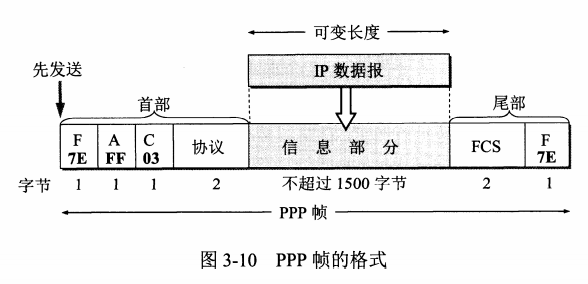 可变长度
IP 数据报
先发送
首部
尾部
F A C 协议 信息部分 FCS F
7E FF 03 7E
字节 1 1 1 2 不超过 1500 字节 2 1
PPP 帧
图 3-10 PPP 帧的格式